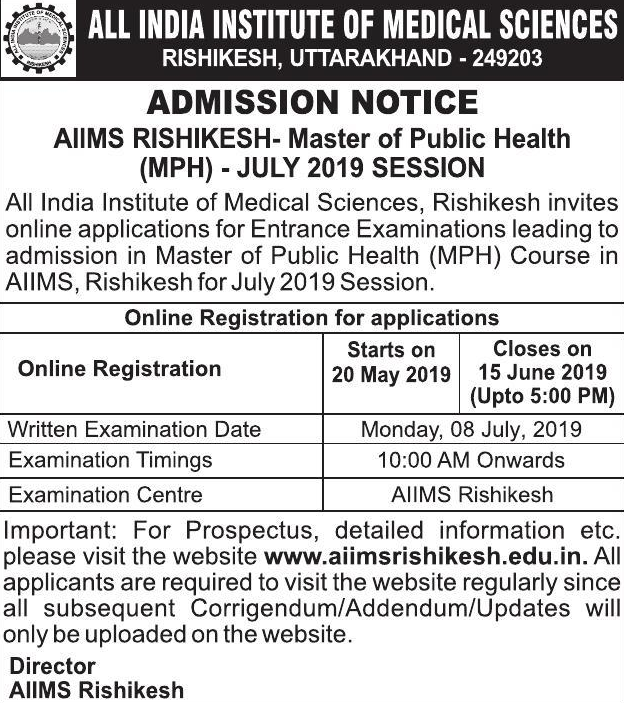 ALL INDIA INSTITUTE OF MEDICAL SCIENCES
RISHIKESH, UTTARAKHAND - 249203
ADMISSION NOTICE
AIIMS RISHIKESH- Master of Public Health
(MPH) - JULY 2019 SESSION
All India Institute of Medical Sciences, Rishikesh invites
online applications for Entrance Examinations leading to
admission in Master of Public Health (MPH) Course in
AIIMS, Rishikesh for July 2019 Session.
Online Registration for applications
Online Registration
Starts on
20 May 2019
Closes on
15 June 2019
(Upto 5:00 PM)
Written Examination Date
Monday, 08 July, 2019
Examination Timings
10:00 AM Onwards
Examination Centre
AIIMS Rishikesh
Important: For Prospectus, detailed information etc.
please visit the website www.aiimsrishikesh.edu.in. All
applicants are required to visit the website regularly since
all subsequent Corrigendum/Addendum/Updates will
only be uploaded on the website.
Director
AIIMS Rishikesh